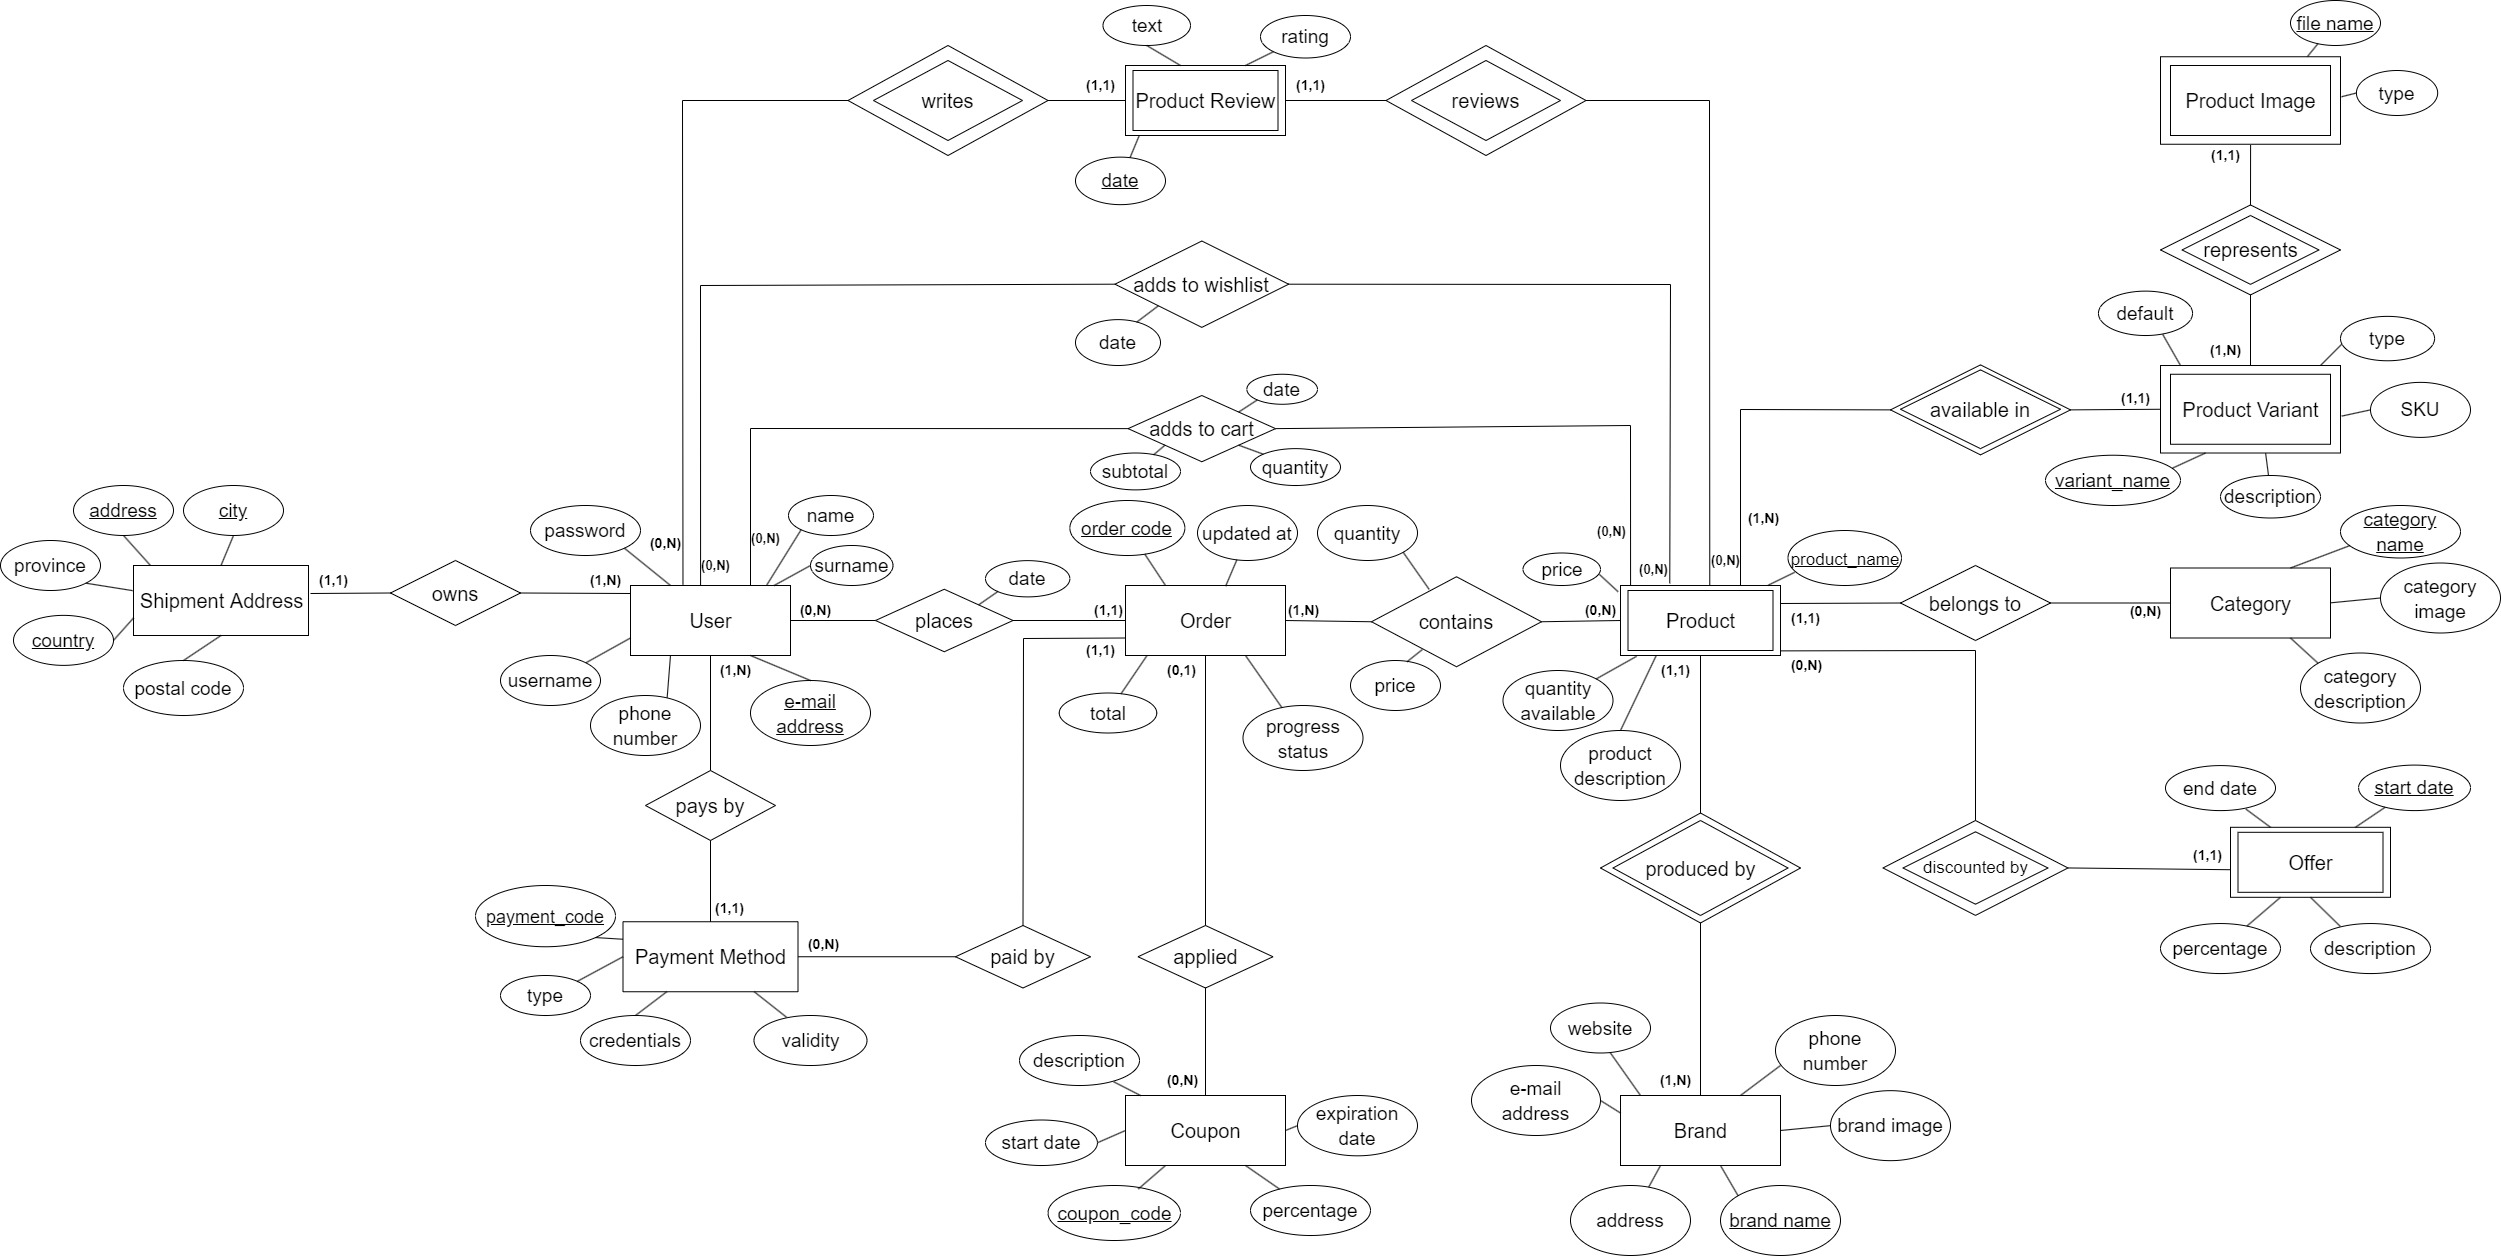 file name
text
rating
(1,1)
(1,1)
writes
Product Review
reviews
Product Image
type
(1,1)
date
represents
adds to wishlist
default
date
type
(1,N)
date
(1,1)
available in
Product Variant
SKU
adds to cart
subtotal
quantity
variant_name
description
address
city
name
password
order code
updated at
quantity
(0,N)
(1,N)
category
name
(0,N)
(0,N)
province
surname
(0,N)
price
(0,N)
(0,N)
product_name
(1,1)
owns
(1,N)
date
Shipment Address
User
(0,N)
places
(1,1)
Order
(1,N)
contains
(0,N)
Product
(1,1)
belongs to
(0,N)
Category
category
image
country
(1,1)
(0,N)
postal code
username
(1,N)
(0,1)
(1,1)
price
quantity
available
category
description
phone
number
e-mail
address
total
progress
status
product
description
pays by
end date
start date
produced by
discounted by
(1,1)
Offer
payment_code
(1,1)
(0,N)
Payment Method
paid by
applied
percentage
description
type
credentials
validity
website
phone
number
description
(0,N)
(1,N)
e-mail
address
expiration
date
start date
Coupon
Brand
brand image
coupon_code
percentage
address
brand name